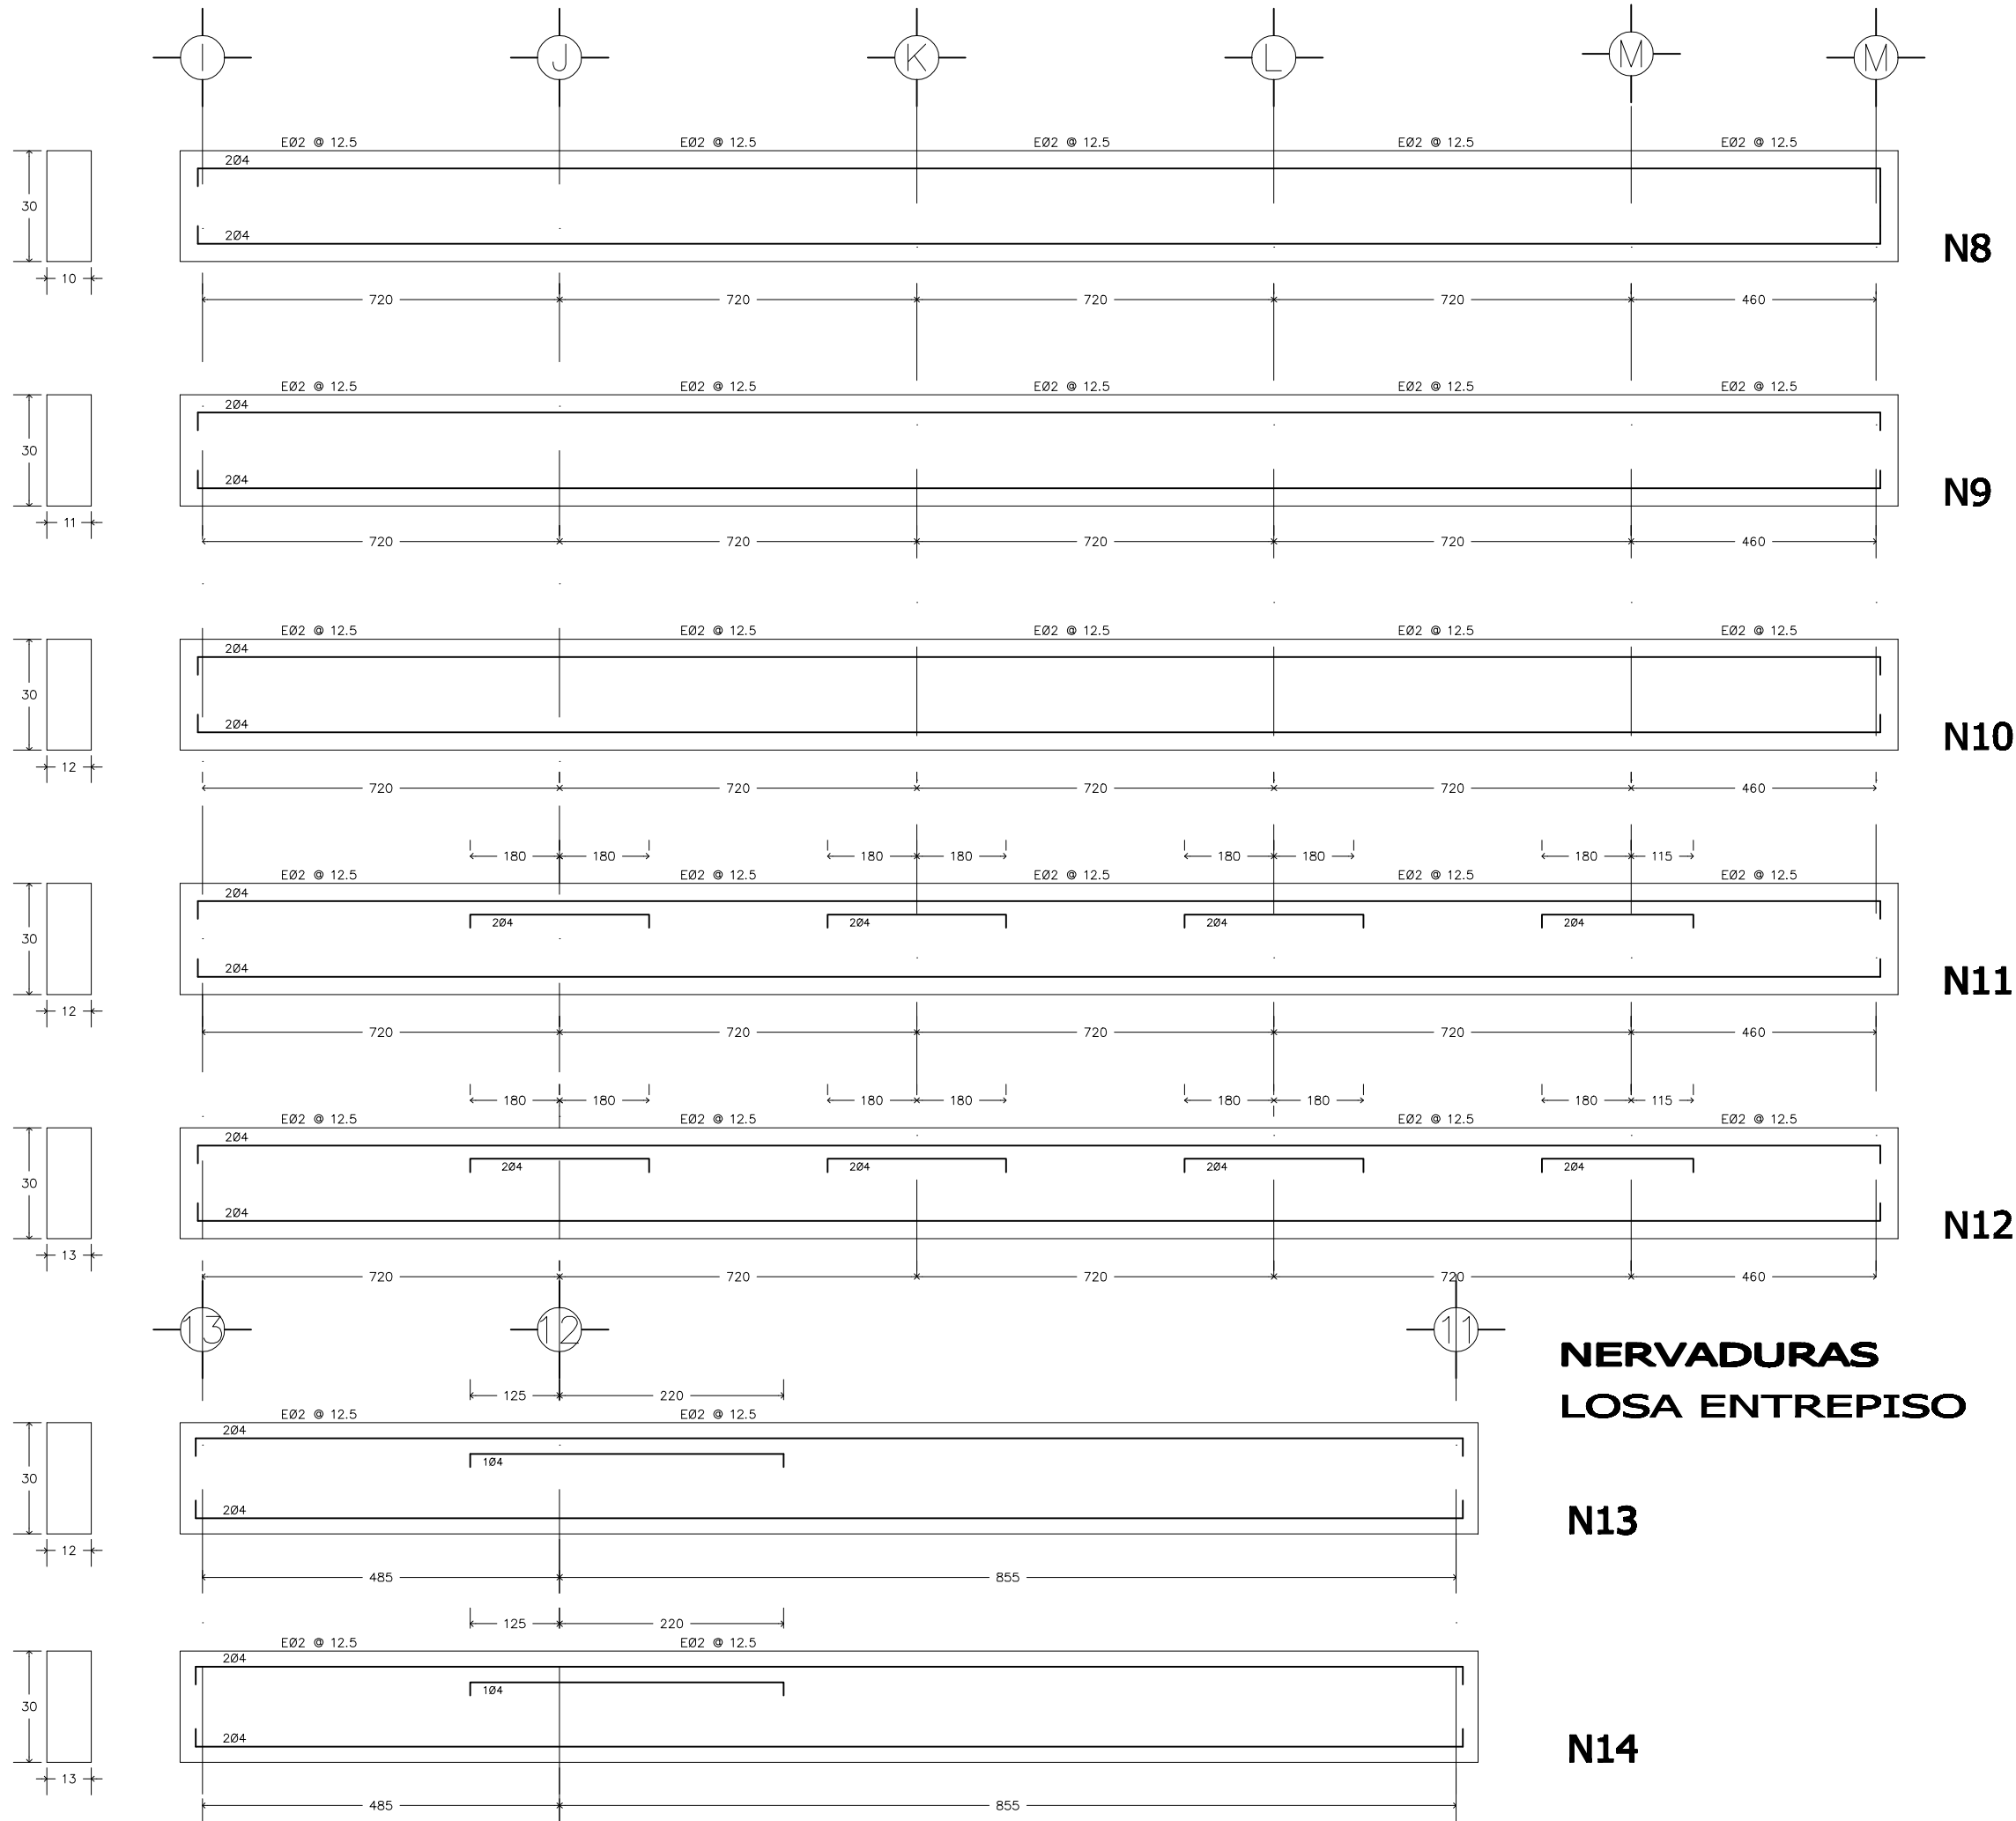 I J K L M M
EØ2 @ 12.5 EØ2 @ 12.5 EØ2 @ 12.5 EØ2 @ 12.5 EØ2 @ 12.5
2Ø4
30
2Ø4
N8
10
720 720 720 720 460
EØ2 @ 12.5 EØ2 @ 12.5 EØ2 @ 12.5 EØ2 @ 12.5 EØ2 @ 12.5
2Ø4
30
2Ø4
N9
11
720 720 720 720 460
EØ2 @ 12.5 EØ2 @ 12.5 EØ2 @ 12.5 EØ2 @ 12.5 EØ2 @ 12.5
2Ø4
30
2Ø4
N10
12
720 720 720 720 460
180 180 180 180 180 180 180 115
EØ2 @ 12.5 EØ2 @ 12.5 EØ2 @ 12.5 EØ2 @ 12.5 EØ2 @ 12.5
2Ø4
2Ø4 2Ø4 2Ø4 2Ø4
30
2Ø4
N11
12
720 720 720 720 460
180 180 180 180 180 180 180 115
EØ2 @ 12.5 EØ2 @ 12.5 EØ2 @ 12.5 EØ2 @ 12.5
2Ø4
2Ø4 2Ø4 2Ø4 2Ø4
30
2Ø4
N12
13
720 720 720 720 460
13 12 11
NERVADURAS
LOSA ENTREPISO
125 220
EØ2 @ 12.5 EØ2 @ 12.5
2Ø4
1Ø4
30
2Ø4
N13
12
485 855
125 220
EØ2 @ 12.5 EØ2 @ 12.5
2Ø4
1Ø4
30
2Ø4
N14
13
485 855